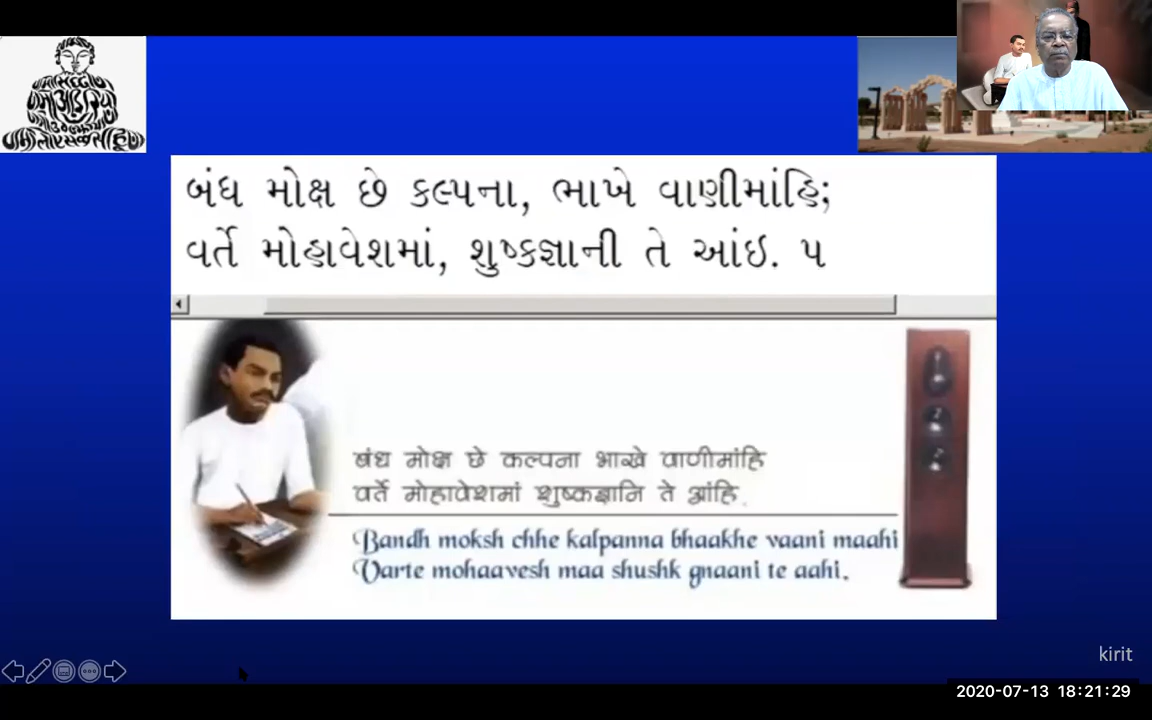 બંધ મોક્ષ છે કલ્પના, ભાખે વાણીમાંહિ;
વર્તે મોહાવેશમાં, શુષ્કજ્ઞાની તે આંઇ. ૫
बंध मोक्ष छे कल्पना भाखे वाणीमांहि
वर्ते मोहावेशमां शुष्कज्ञानि ते आंहि.
Bandh moksh chhe kalpanna bhaakhe vaani maahi
Varte mohaavesh maa shushk gnaani te aahi.
kirit
2020-07-13 18:21:29